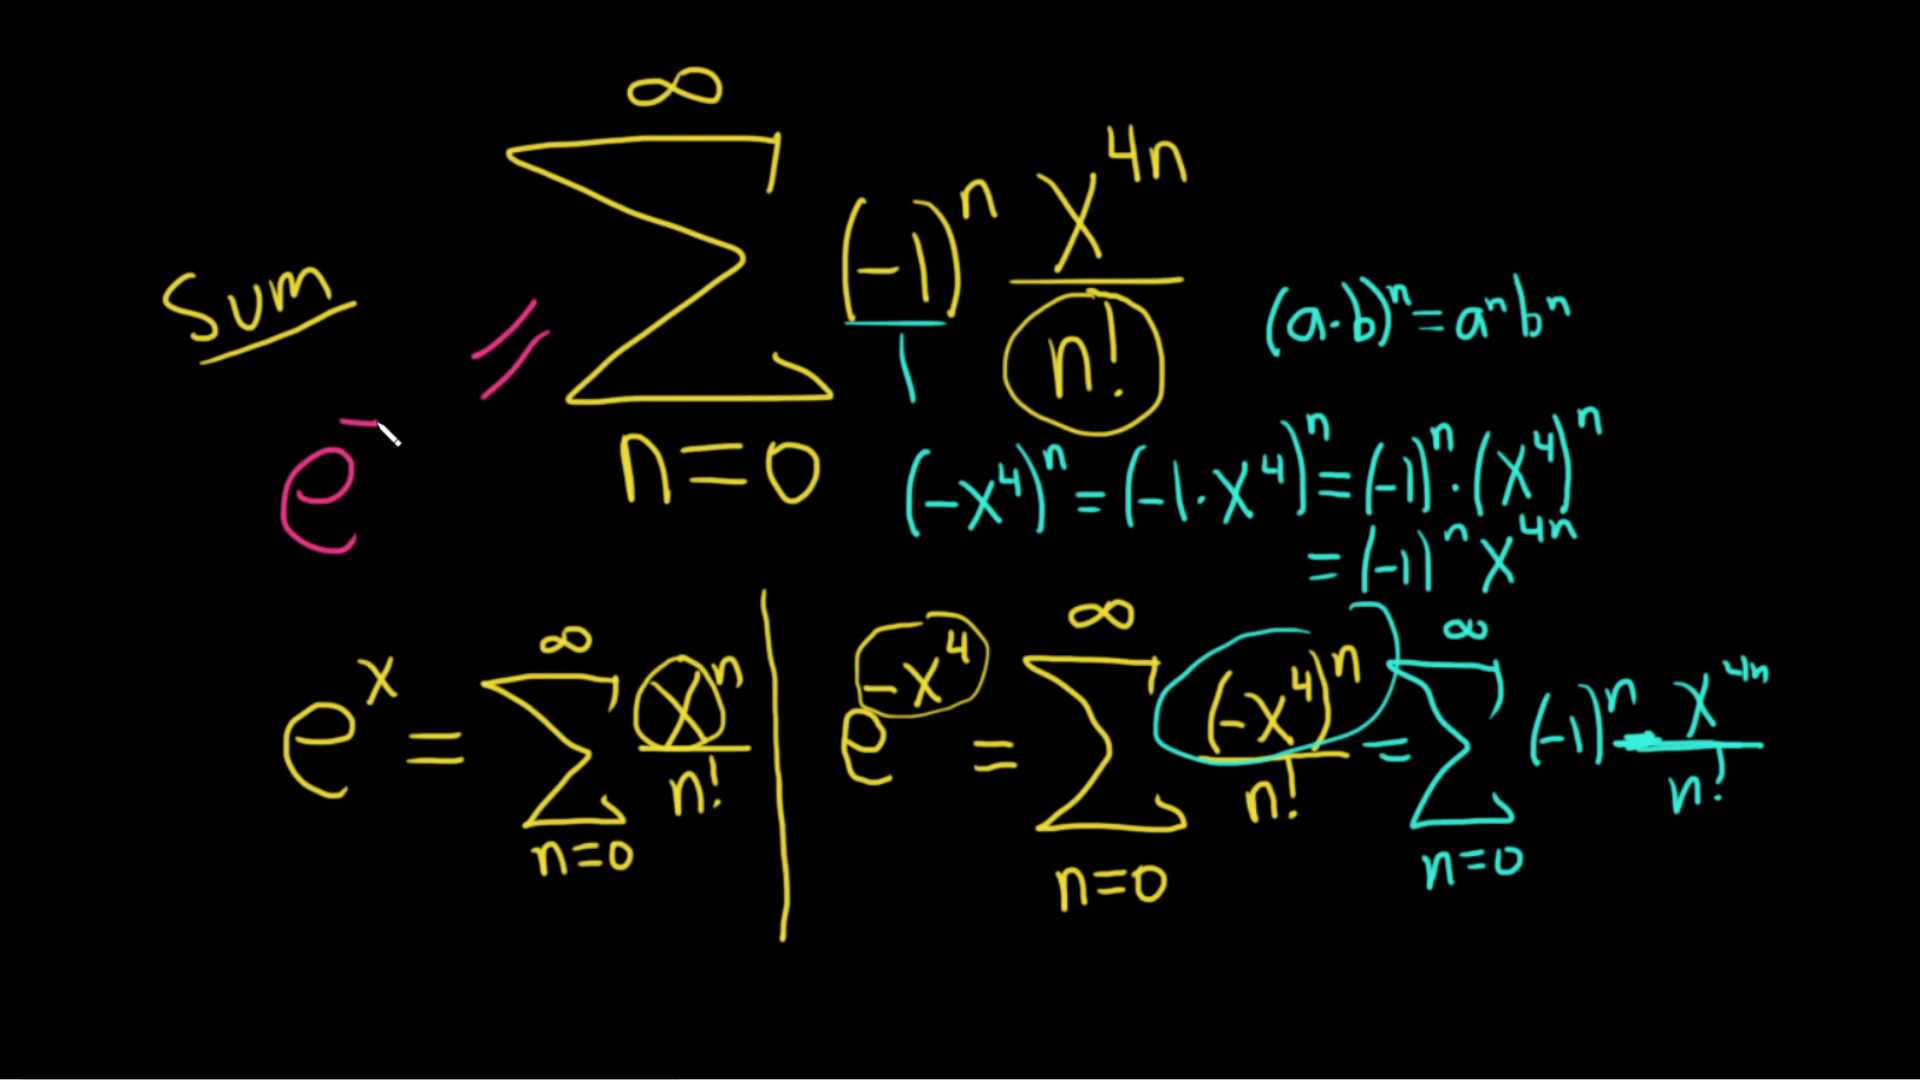 Sum
∞
∑ (-1)^n x^{4n} / n!
n=0
(a·b)^n = a^n b^n
=
e^-
(-x^4)^n = (-1·x^4)^n = (-1)^n · (x^4)^n
= (-1)^n x^{4n}
e^x = ∑_{n=0}^{∞} x^n / n!
e^{-x^4} = ∑_{n=0}^{∞} (-x^4)^n / n! = ∑_{n=0}^{∞} (-1)^n x^{4n} / n!